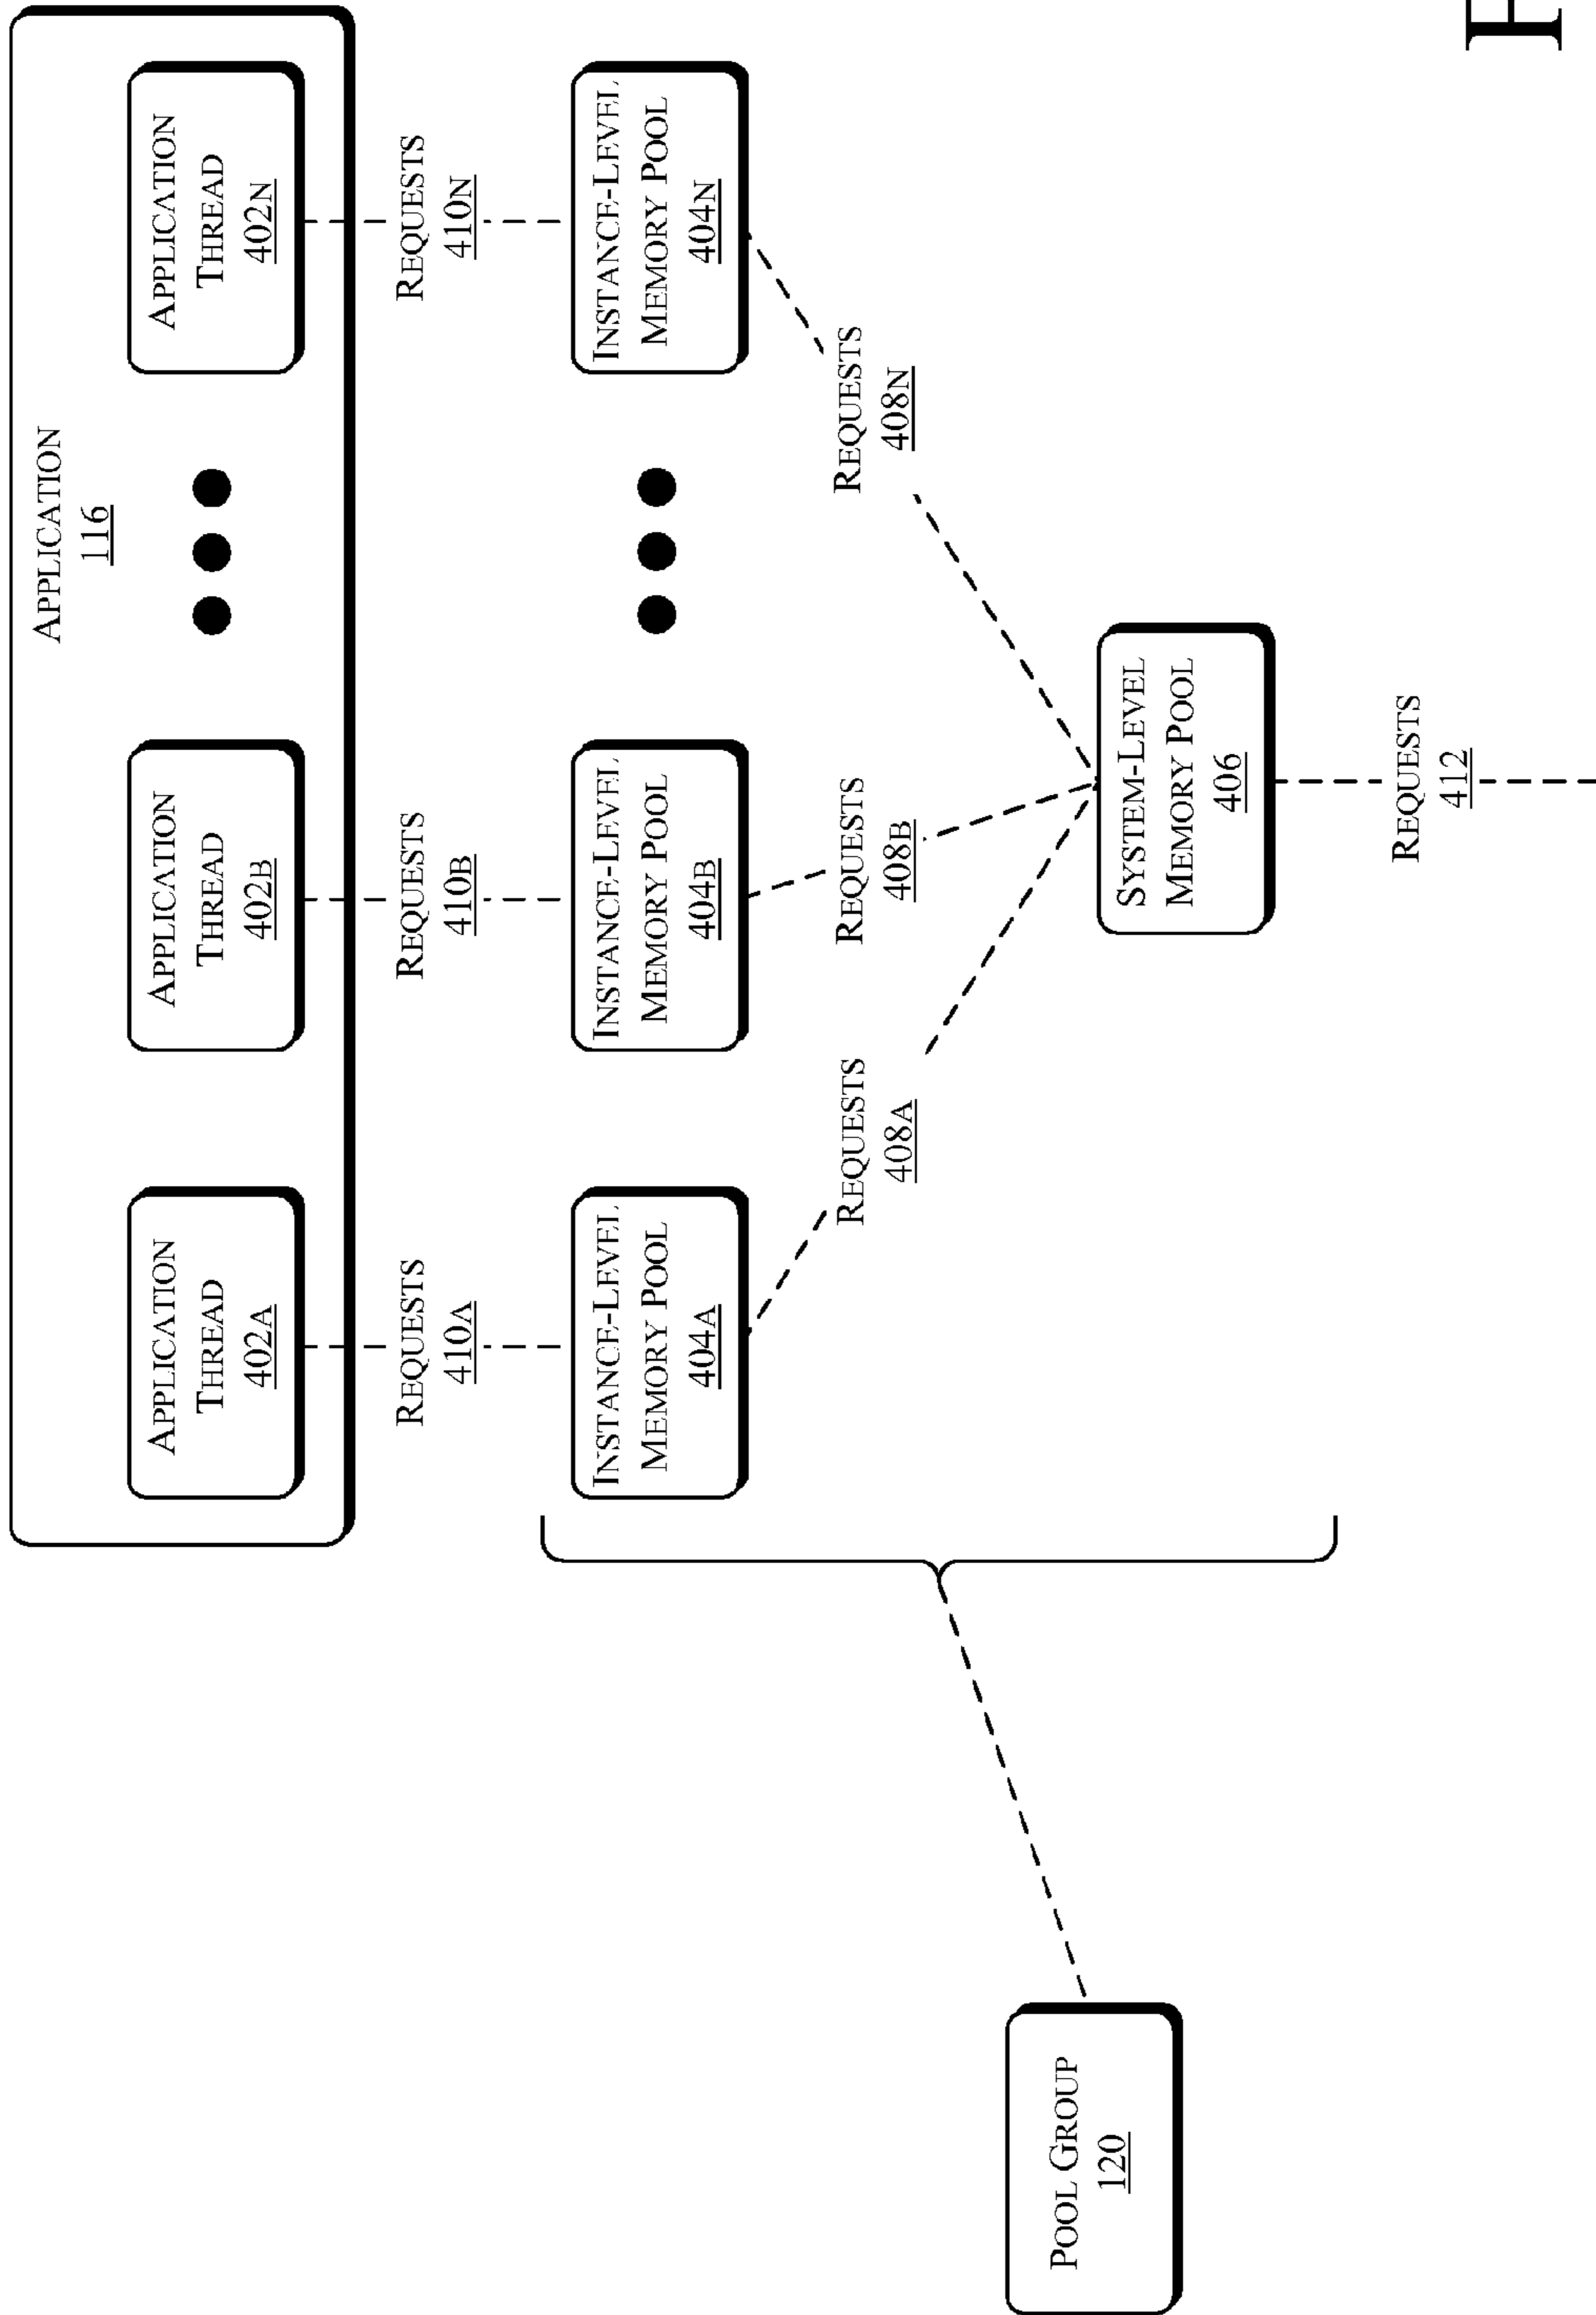 APPLICATION
116
APPLICATION
THREAD
402A
APPLICATION
THREAD
402B
APPLICATION
THREAD
402N
REQUESTS
410A
REQUESTS
410B
REQUESTS
410N
INSTANCE-LEVEL
MEMORY POOL
404A
INSTANCE-LEVEL
MEMORY POOL
404B
INSTANCE-LEVEL
MEMORY POOL
404N
REQUESTS
408A
REQUESTS
408B
REQUESTS
408N
POOL GROUP
120
SYSTEM-LEVEL
MEMORY POOL
406
REQUESTS
412